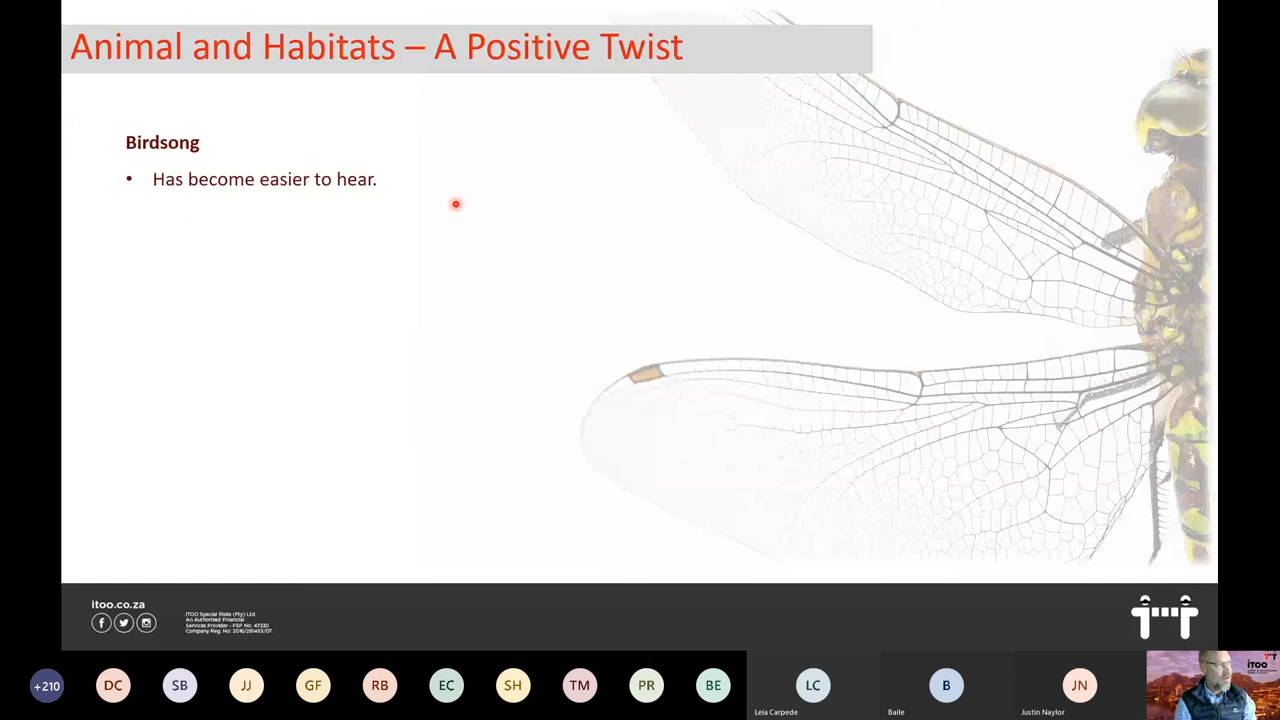 Animal and Habitats – A Positive Twist
Birdsong
• Has become easier to hear.
itoo.co.za
ITOO Special Risks (Pty) Ltd
An Authorised Financial
Services Provider - FSP No: 47230
Company Reg. No: 2016/281463/07
+210
DC
SB
JJ
GF
RB
EC
SH
TM
PR
BE
LC
Leia Carpede
B
Baile
JN
Justin Naylor
itoo